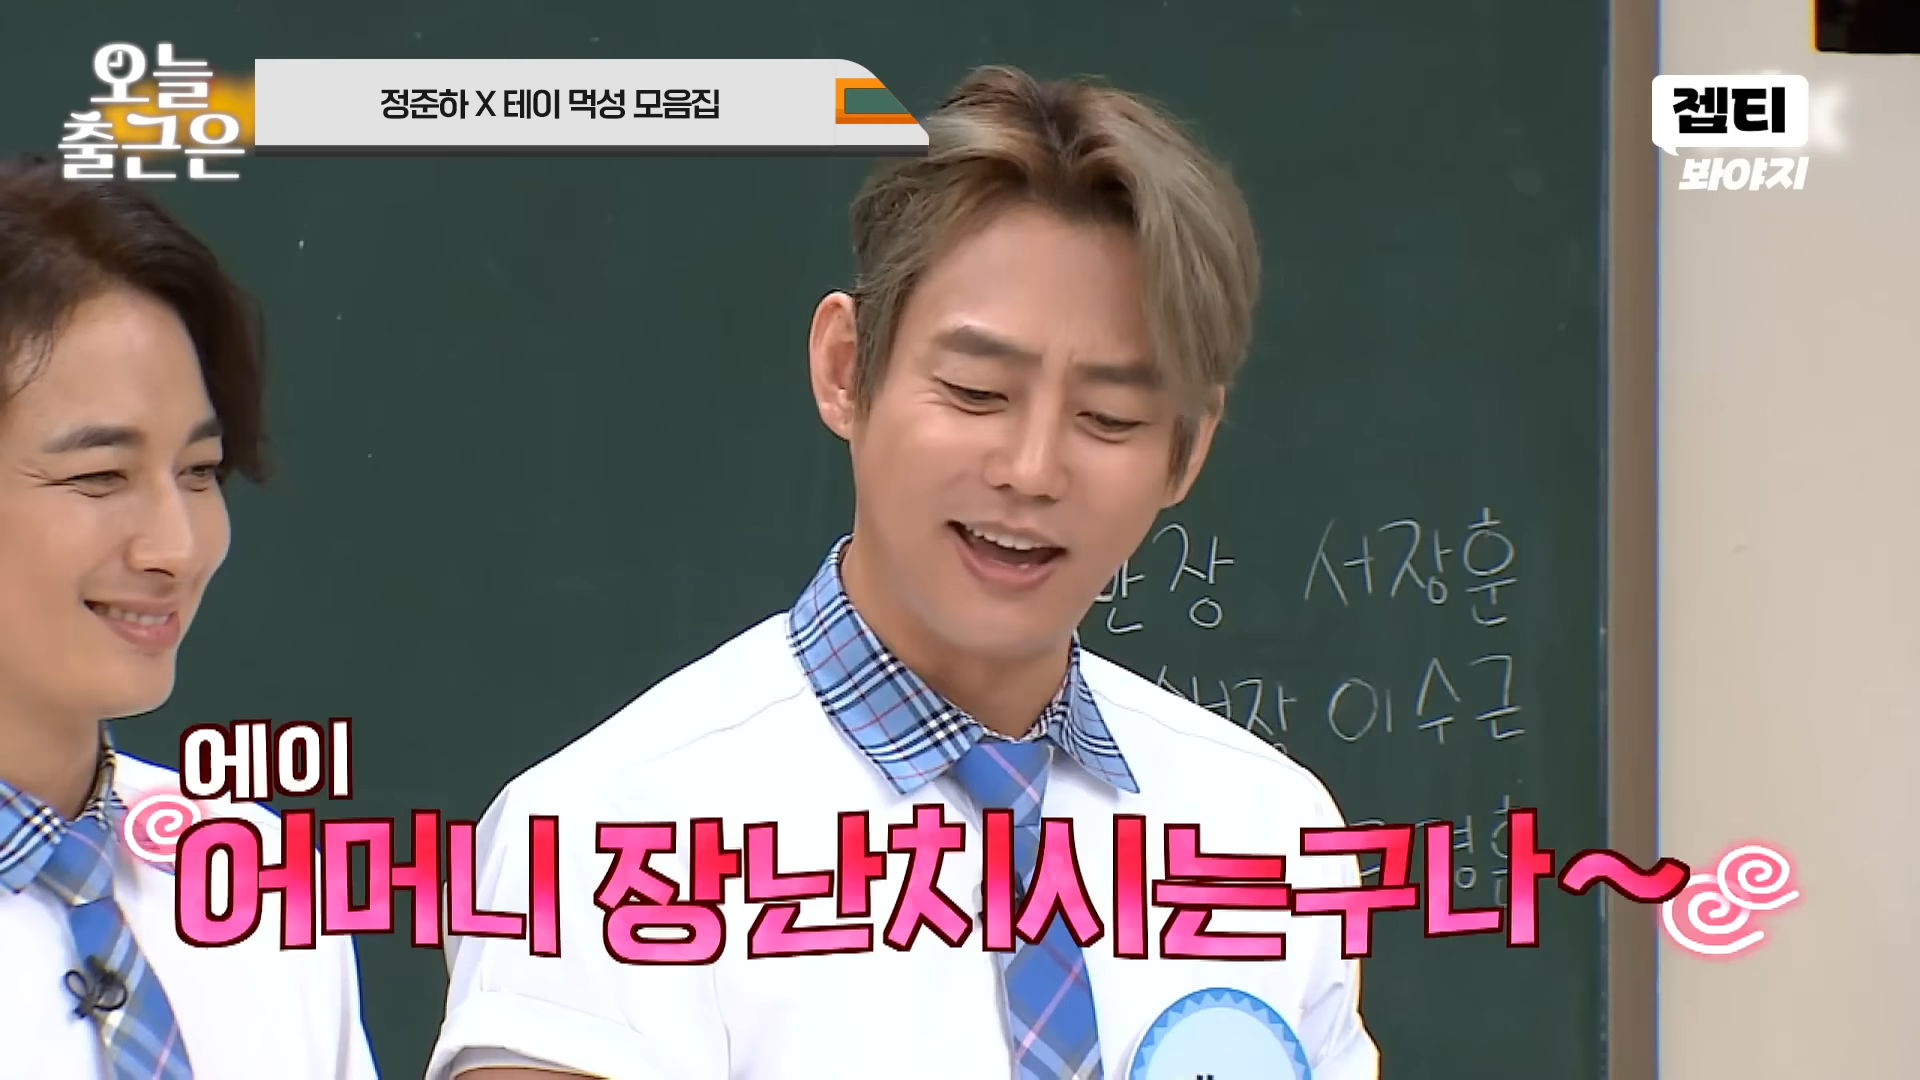 오늘
출근은
정준하 X 테이 먹성 모음집
젭티
봐야지
반장 서장훈
장 이수근
에이
어머니 장난치시는구나~